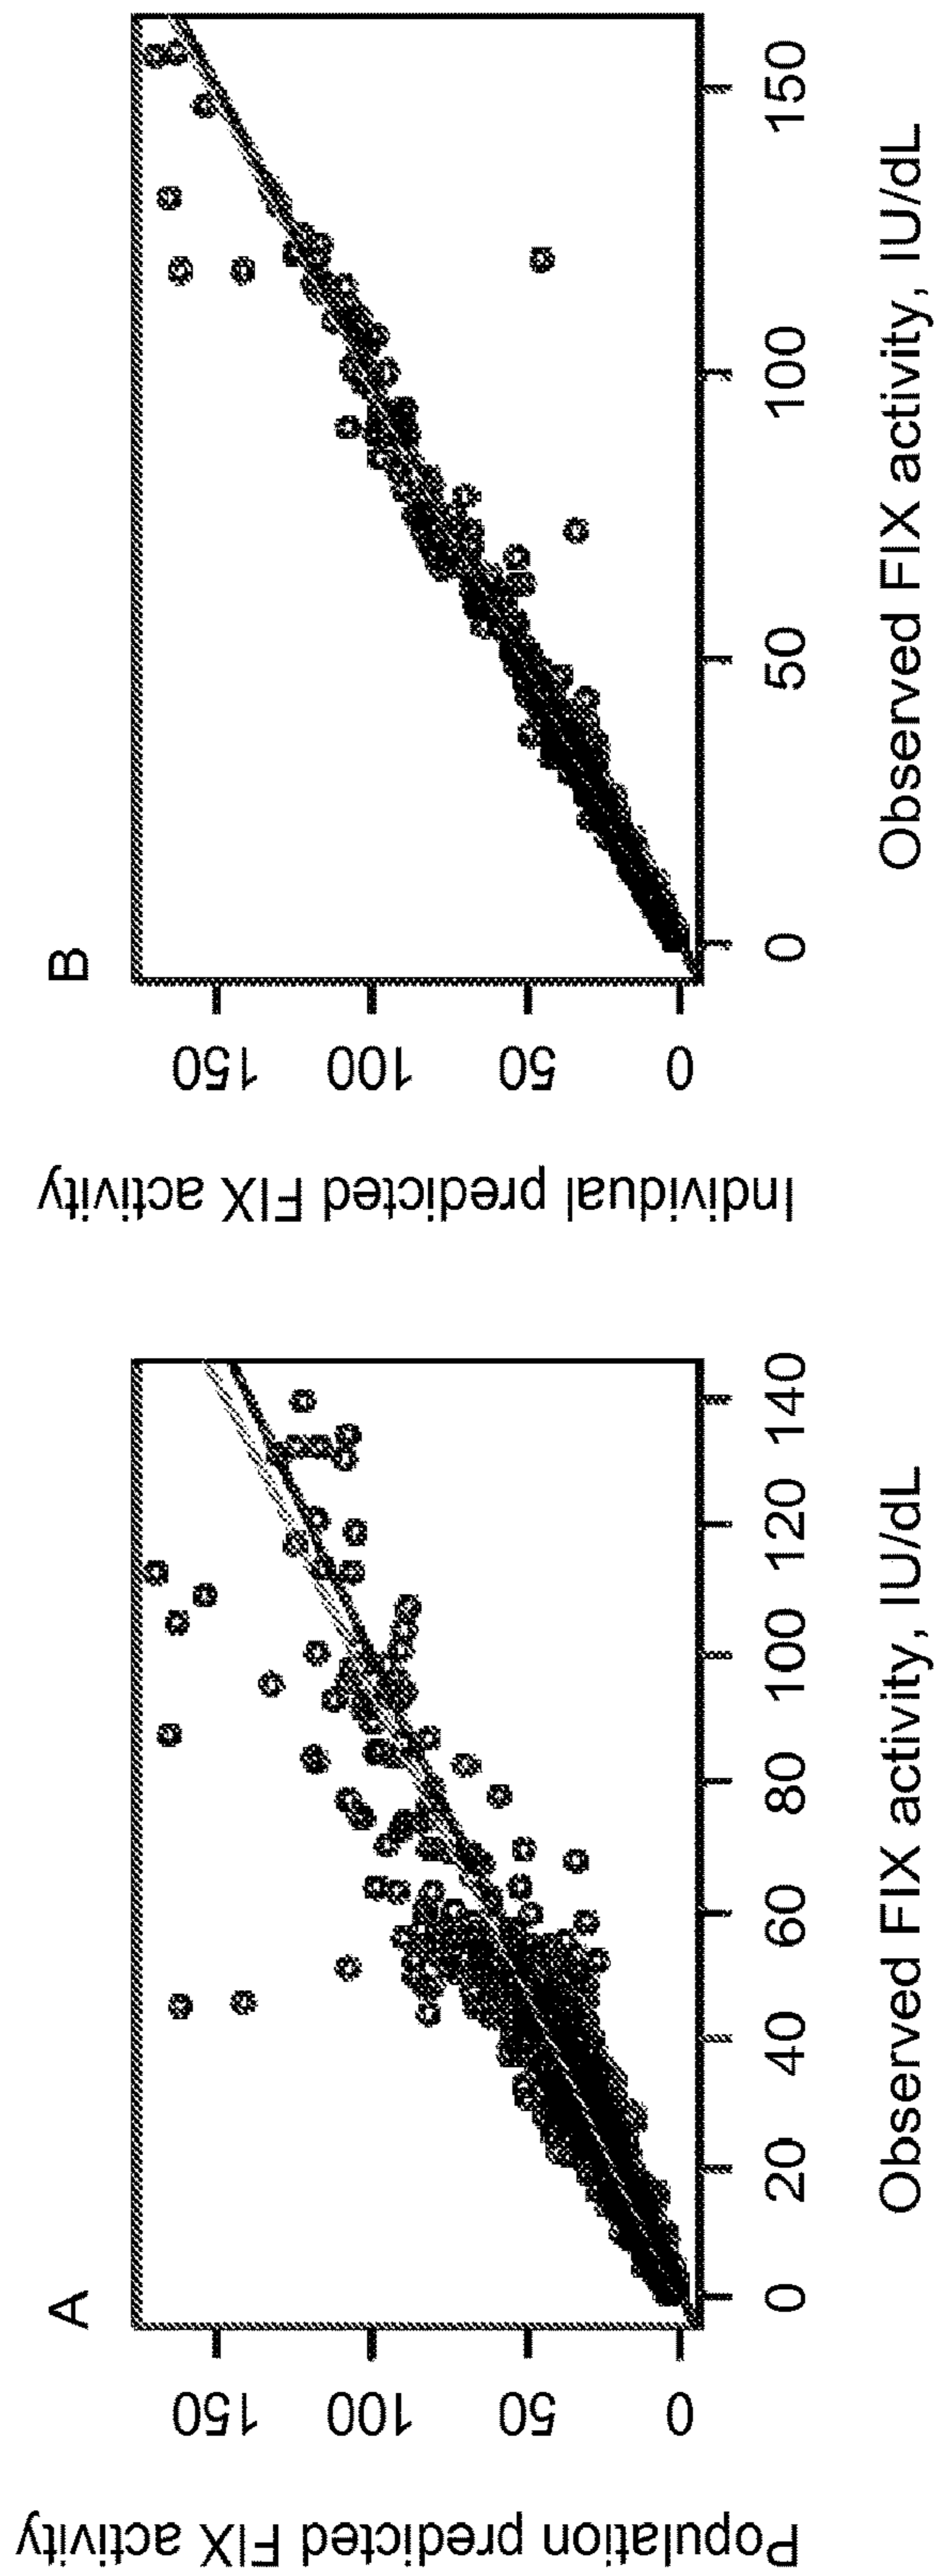 A
Population predicted FIX activity
150
100
50
0
0 20 40 60 80 100 120 140
Observed FIX activity, IU/dL
B
Individual predicted FIX activity
150
100
50
0
0 50 100 150
Observed FIX activity, IU/dL